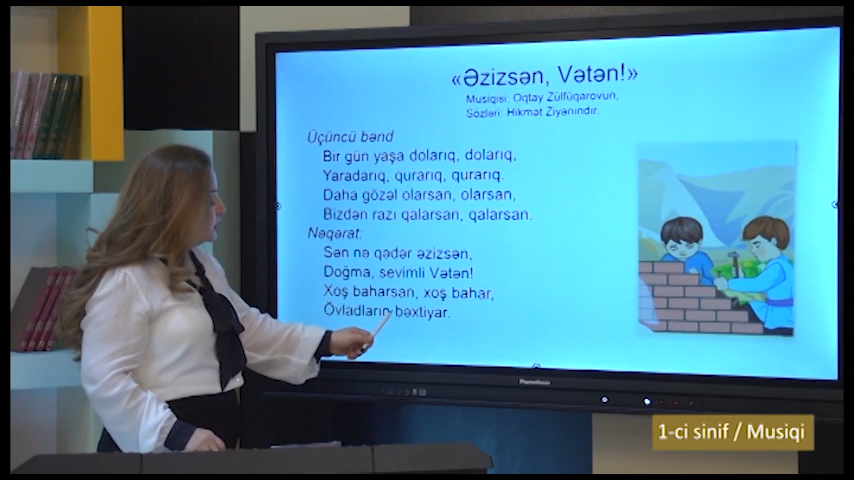 «Əzizsən, Vətən!»
Musiqisi: Oqtay Zülfüqarovun,
Sözləri: Hikmət Ziyanındır.
Üçüncü bənd
Bir gün yaşa dolarıq, dolarıq,
Yaradarıq, qurarıq, qurarıq.
Daha gözəl olarsan, olarsan,
Bizdən razı qalarsan, qalarsan.
Nəqərat:
Sən nə qədər əzizsən,
Doğma, sevimli Vətən!
Xoş baharsan, xoş bahar,
Övladların bəxtiyar.
Promethean
1-ci sinif / Musiqi